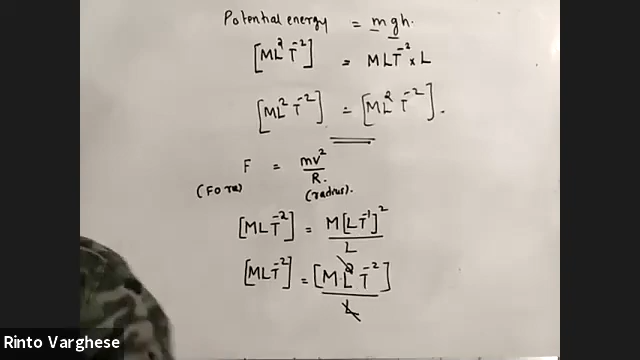 Potential energy = mgh.
[ML²T⁻²] = MLT⁻² × L
[ML²T⁻²] = [ML²T⁻²].
F = mv²/R.
(Force) (radius).
[MLT⁻²] = M[LT⁻¹]²/L
[MLT⁻²] = [ML²T⁻²]/L
Rinto Varghese